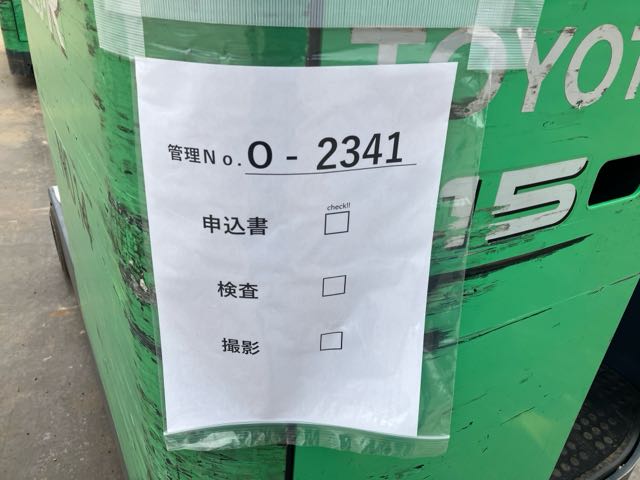 TOYOT
15
管理No. O - 2341
check!!
申込書 □
検査 □
撮影 □